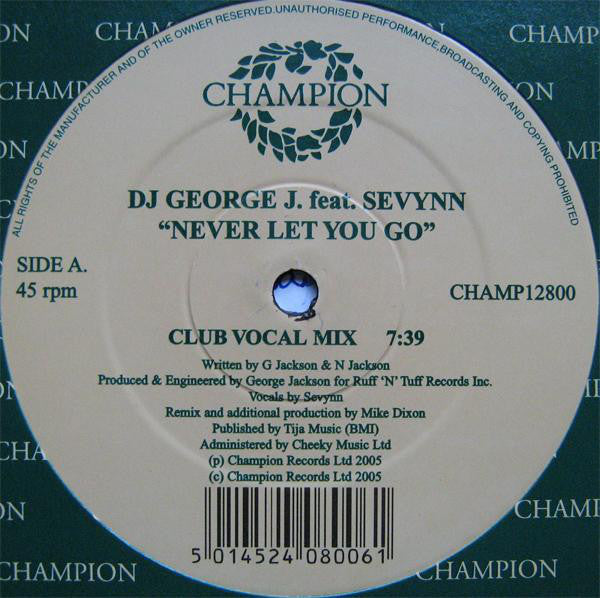 ALL RIGHTS OF THE MANUFACTURER AND OF THE OWNER RESERVED.UNAUTHORISED PERFORMANCE,BROADCASTING AND COPYING PROHIBITED
CHAMPION
DJ GEORGE J. feat. SEVYNN
“NEVER LET YOU GO”
SIDE A.
45 rpm
CHAMP12800
CLUB VOCAL MIX 7:39
Written by G Jackson & N Jackson
Produced & Engineered by George Jackson for Ruff ‘N’ Tuff Records Inc.
Vocals by Sevynn
Remix and additional production by Mike Dixon
Published by Tija Music (BMI)
Administered by Cheeky Music Ltd
(p) Champion Records Ltd 2005
(c) Champion Records Ltd 2005
5 014524 080061
CHAMPION
CHAMPION